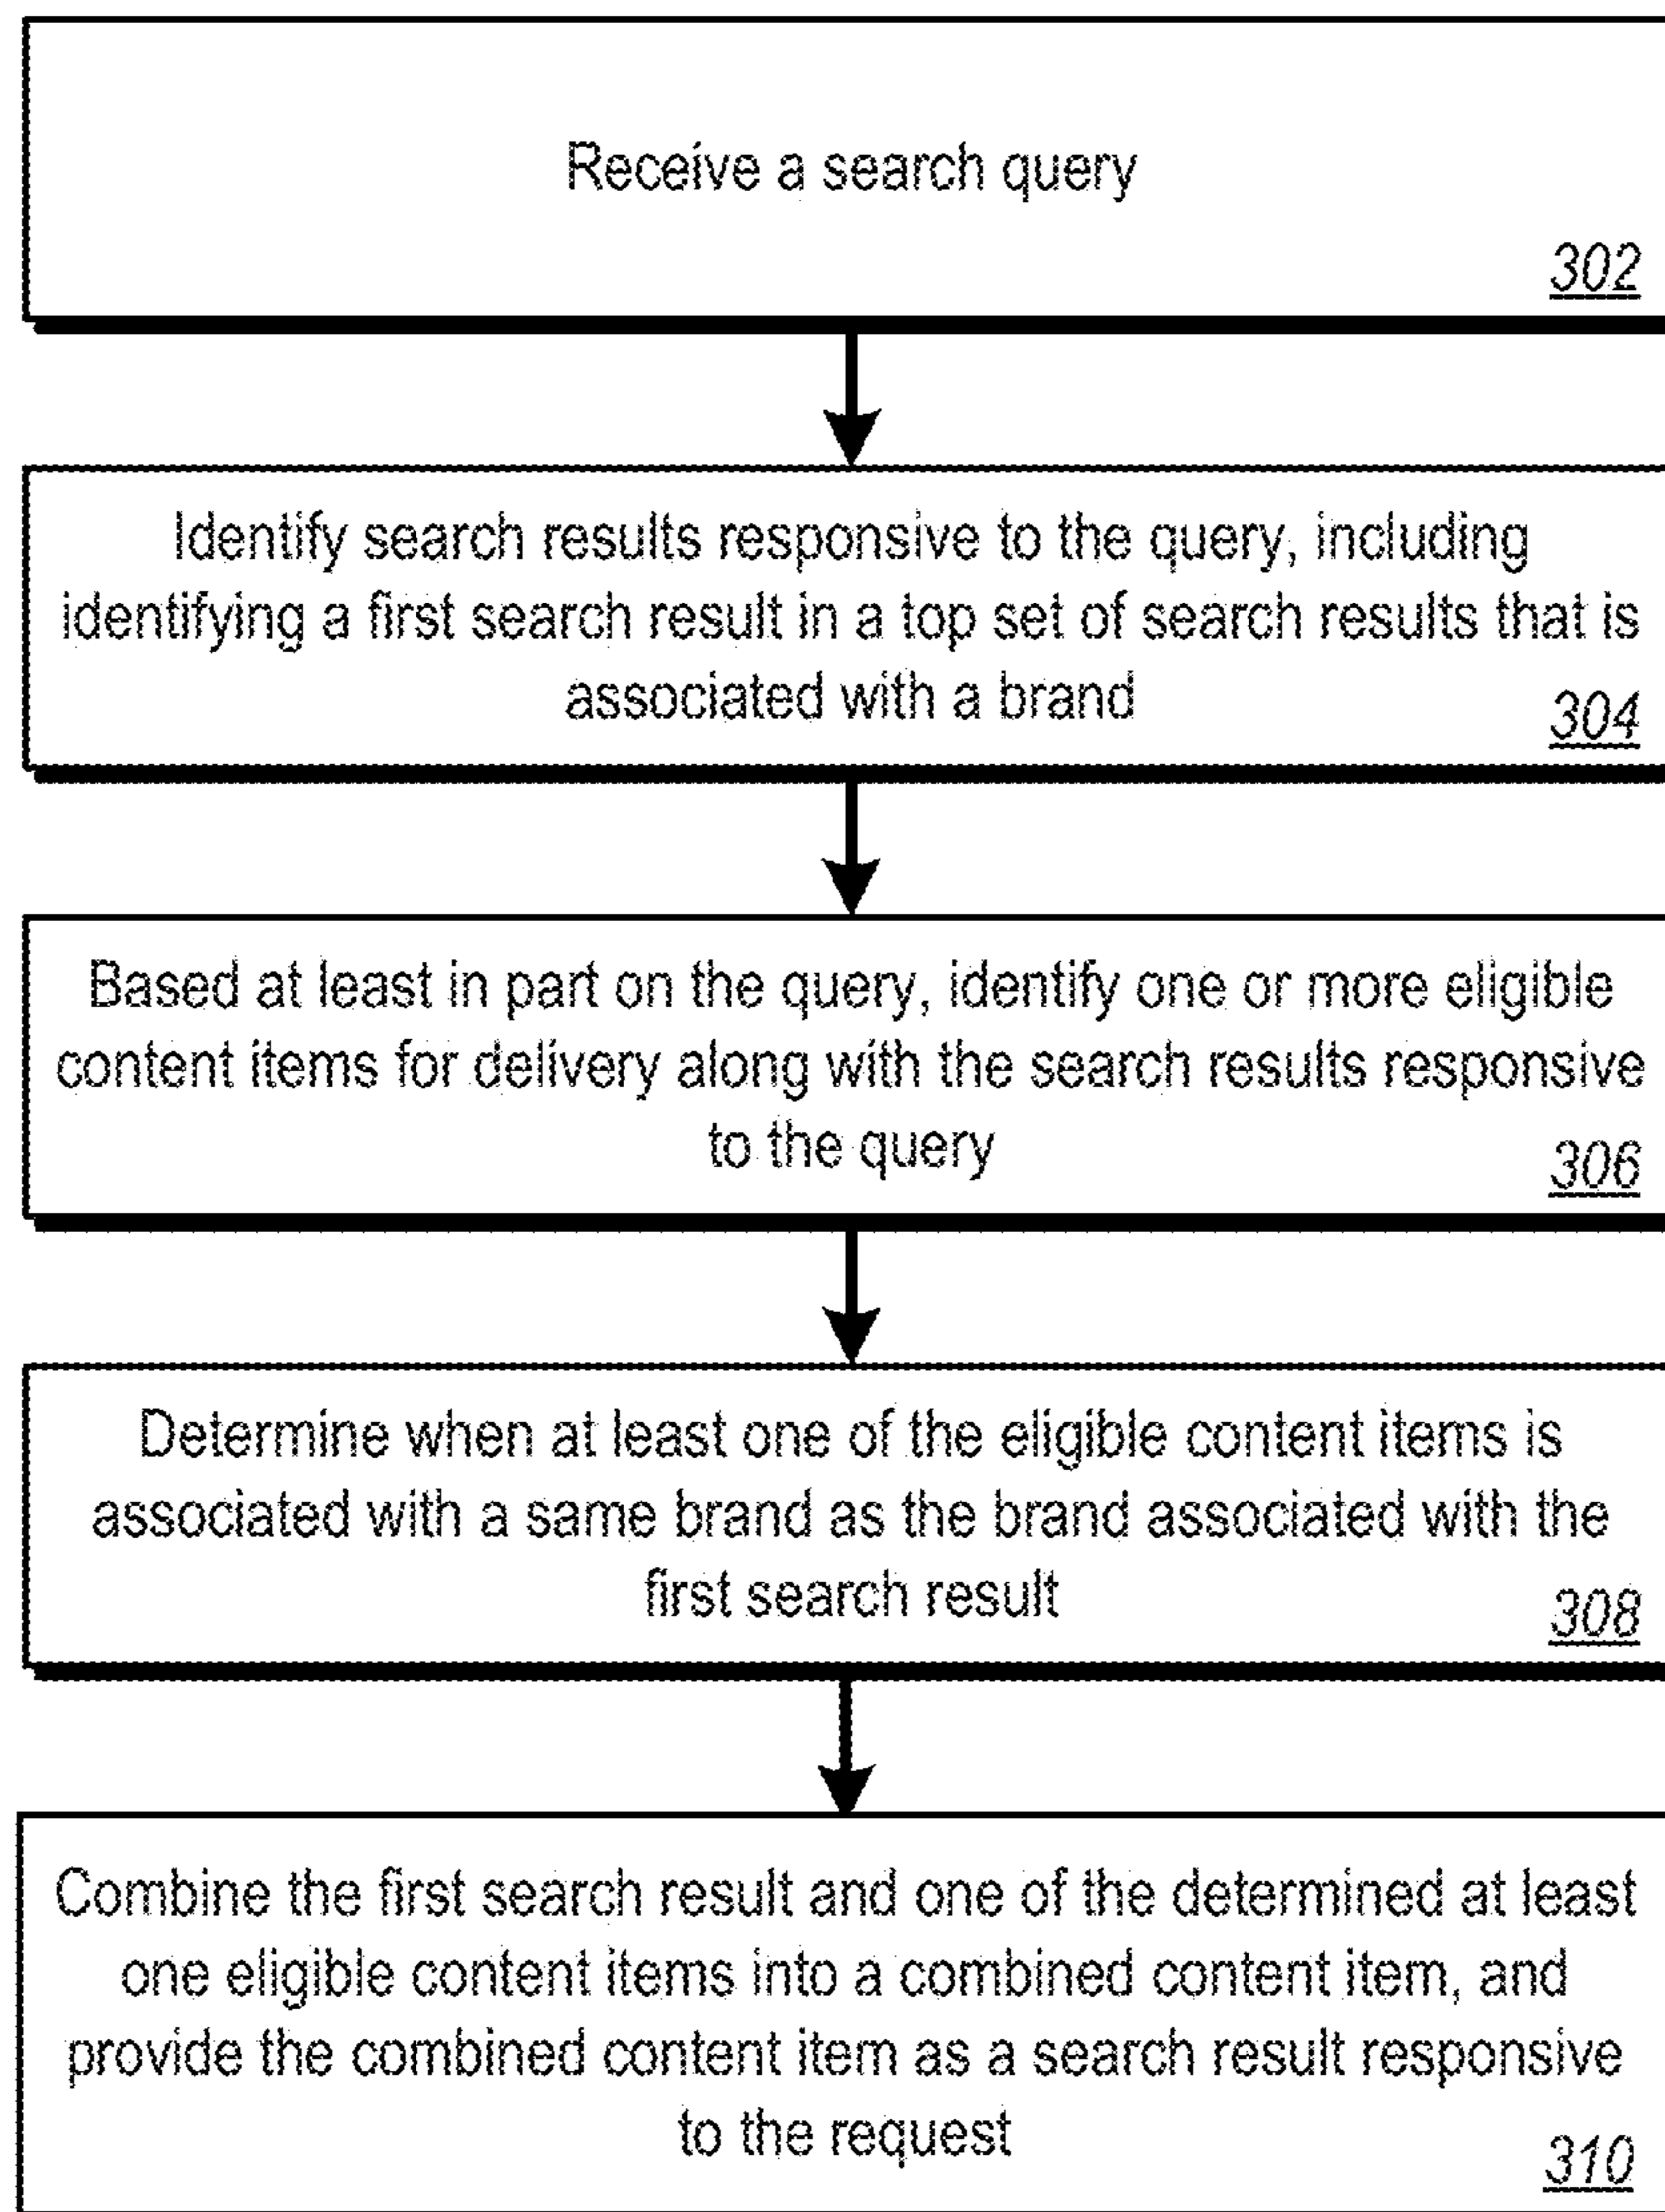 Receive a search query
302
Identify search results responsive to the query, including
identifying a first search result in a top set of search results that is
associated with a brand
304
Based at least in part on the query, identify one or more eligible
content items for delivery along with the search results responsive
to the query
306
Determine when at least one of the eligible content items is
associated with a same brand as the brand associated with the
first search result
308
Combine the first search result and one of the determined at least
one eligible content items into a combined content item, and
provide the combined content item as a search result responsive
to the request
310